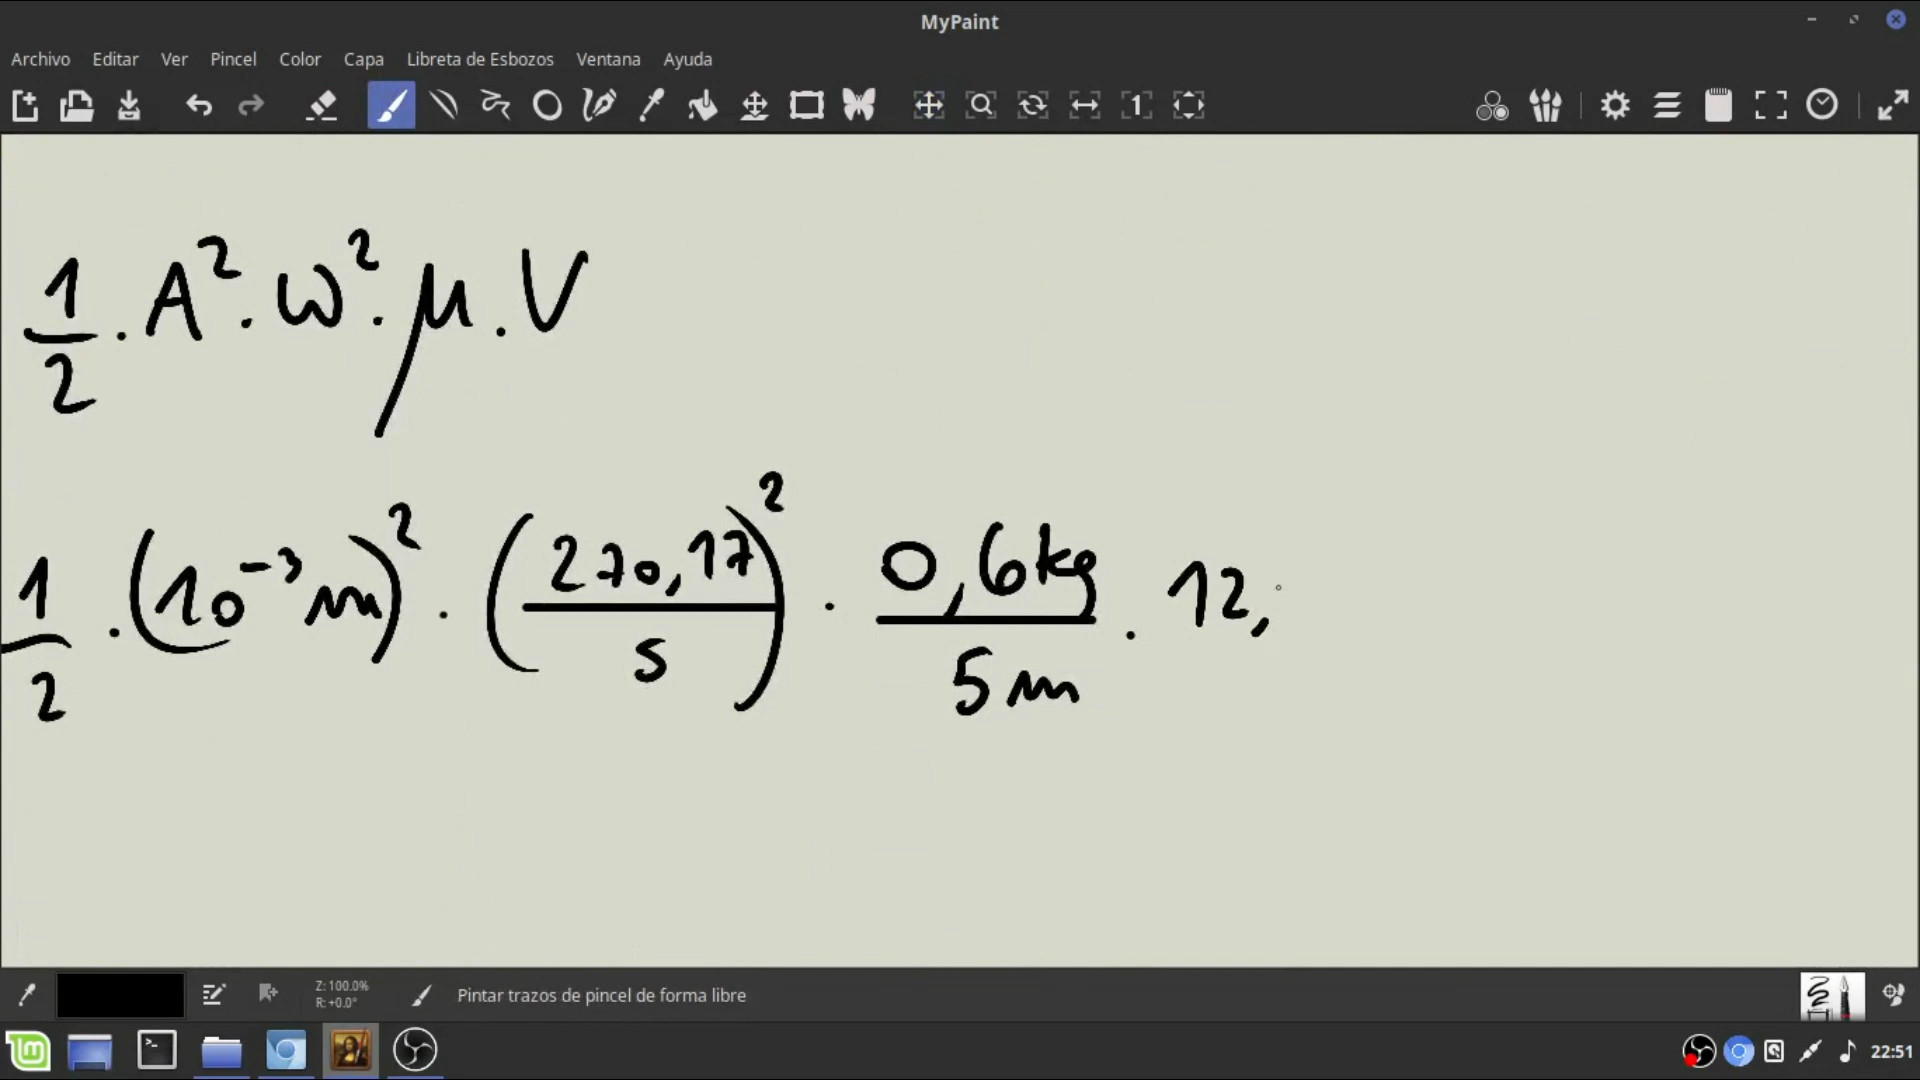 MyPaint
Archivo Editar Ver Pincel Color Capa Libreta de Esbozos Ventana Ayuda
1/2 . A² . ω² . μ . V
1/2 . (10⁻³ m)² . (270,17/s)² . 0,6kg/5m . 12,
Z: 100.0%
R: +0.0°
Pintar trazos de pincel de forma libre
22:51